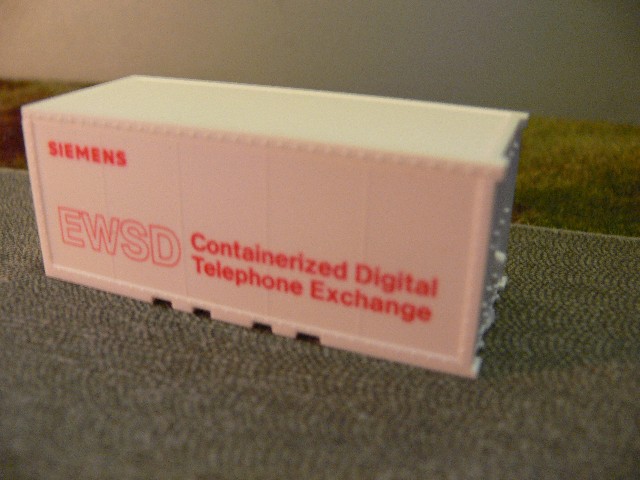 SIEMENS
EWSD
Containerized Digital
Telephone Exchange